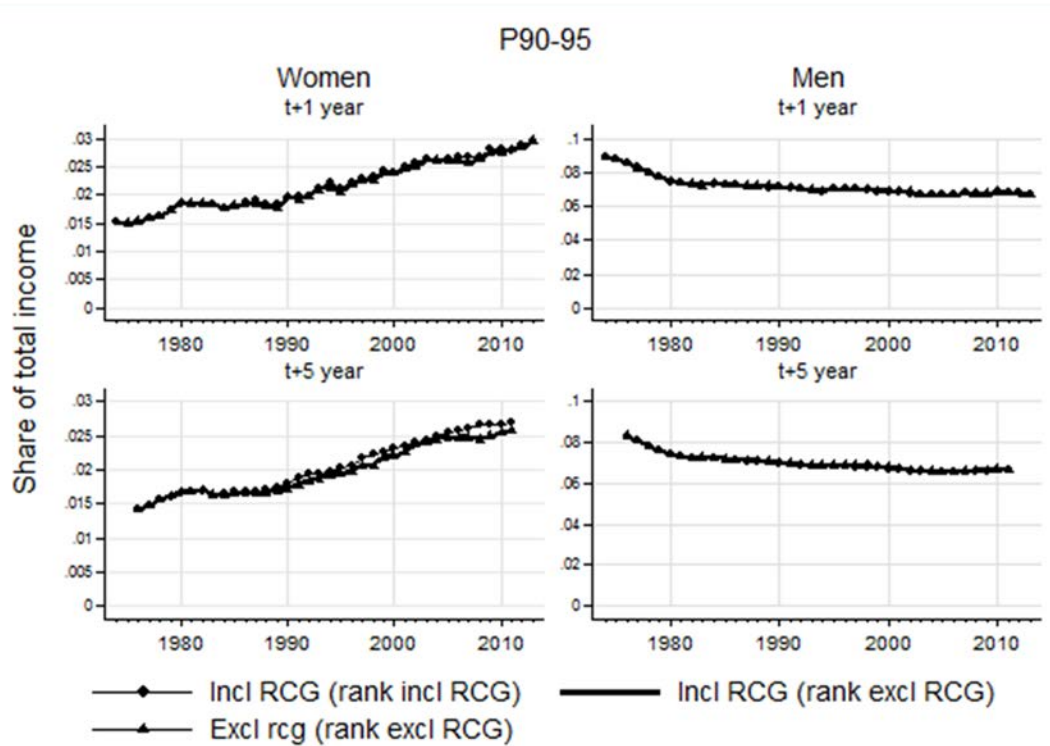 P90-95
Women
t+1 year
Men
t+1 year
Share of total income
.03
.025
.02
.015
.01
.005
0
1980 1990 2000 2010
.1
.08
.06
.04
.02
0
1980 1990 2000 2010
t+5 year
t+5 year
.03
.025
.02
.015
.01
.005
0
1980 1990 2000 2010
.1
.08
.06
.04
.02
0
1980 1990 2000 2010
Incl RCG (rank incl RCG)
Incl RCG (rank excl RCG)
Excl rcg (rank excl RCG)